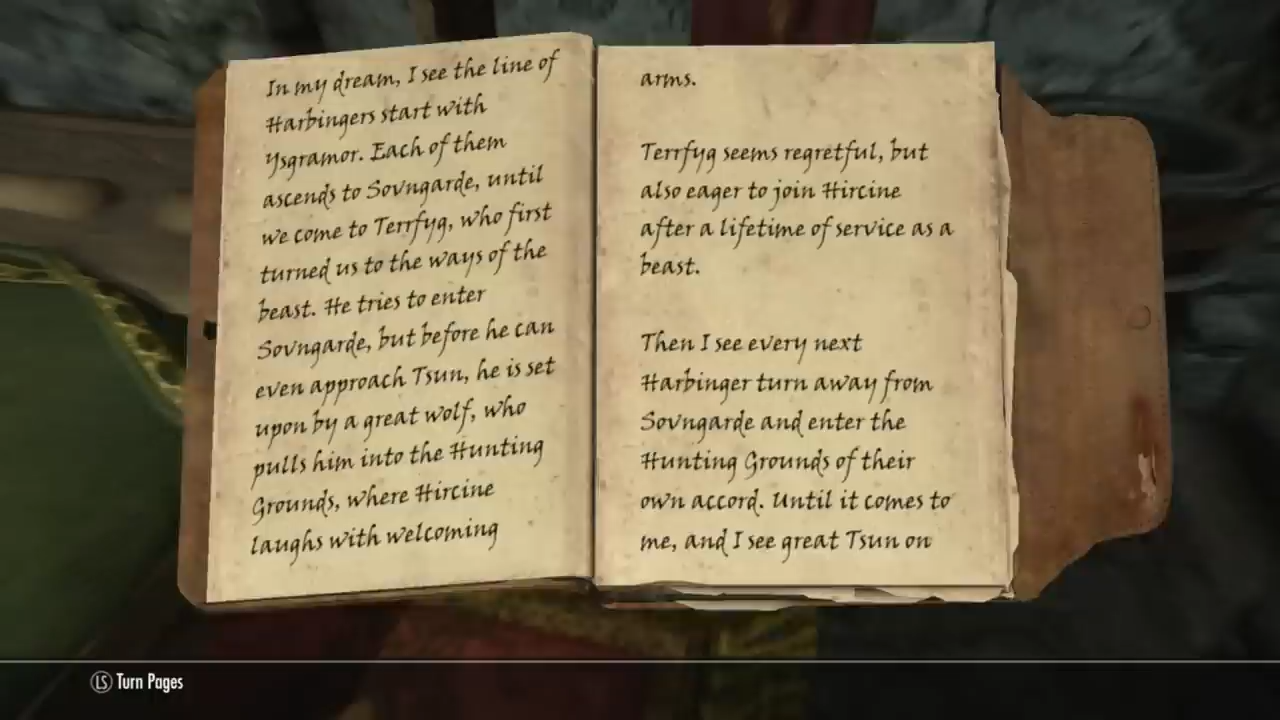 In my dream, I see the line of
Harbingers start with
Ysgramor. Each of them
ascends to Sovngarde, until
we come to Terrfyg, who first
turned us to the ways of the
beast. He tries to enter
Sovngarde, but before he can
even approach Tsun, he is set
upon by a great wolf, who
pulls him into the Hunting
Grounds, where Hircine
laughs with welcoming
arms.
Terrfyg seems regretful, but
also eager to join Hircine
after a lifetime of service as a
beast.
Then I see every next
Harbinger turn away from
Sovngarde and enter the
Hunting Grounds of their
own accord. Until it comes to
me, and I see great Tsun on
LS Turn Pages